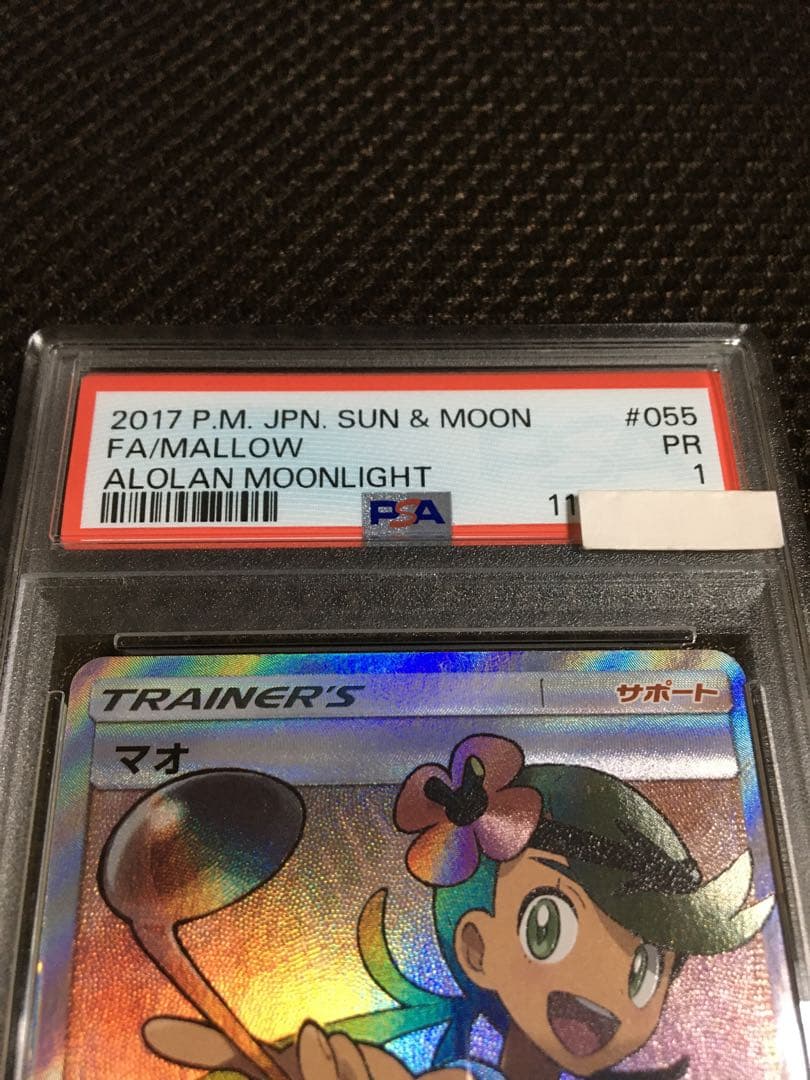 2017 P.M. JPN. SUN & MOON #055
FA/MALLOW PR
ALOLAN MOONLIGHT 1
PSA 11
TRAINER'S サポート
マオ